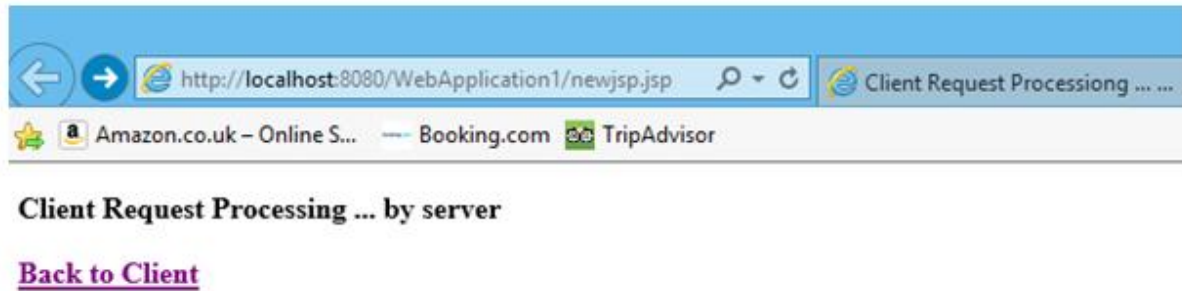 http://localhost:8080/WebApplication1/newjsp.jsp Client Request Processiong ... ...
a Amazon.co.uk – Online S... Booking.com TripAdvisor
Client Request Processing ... by server
Back to Client